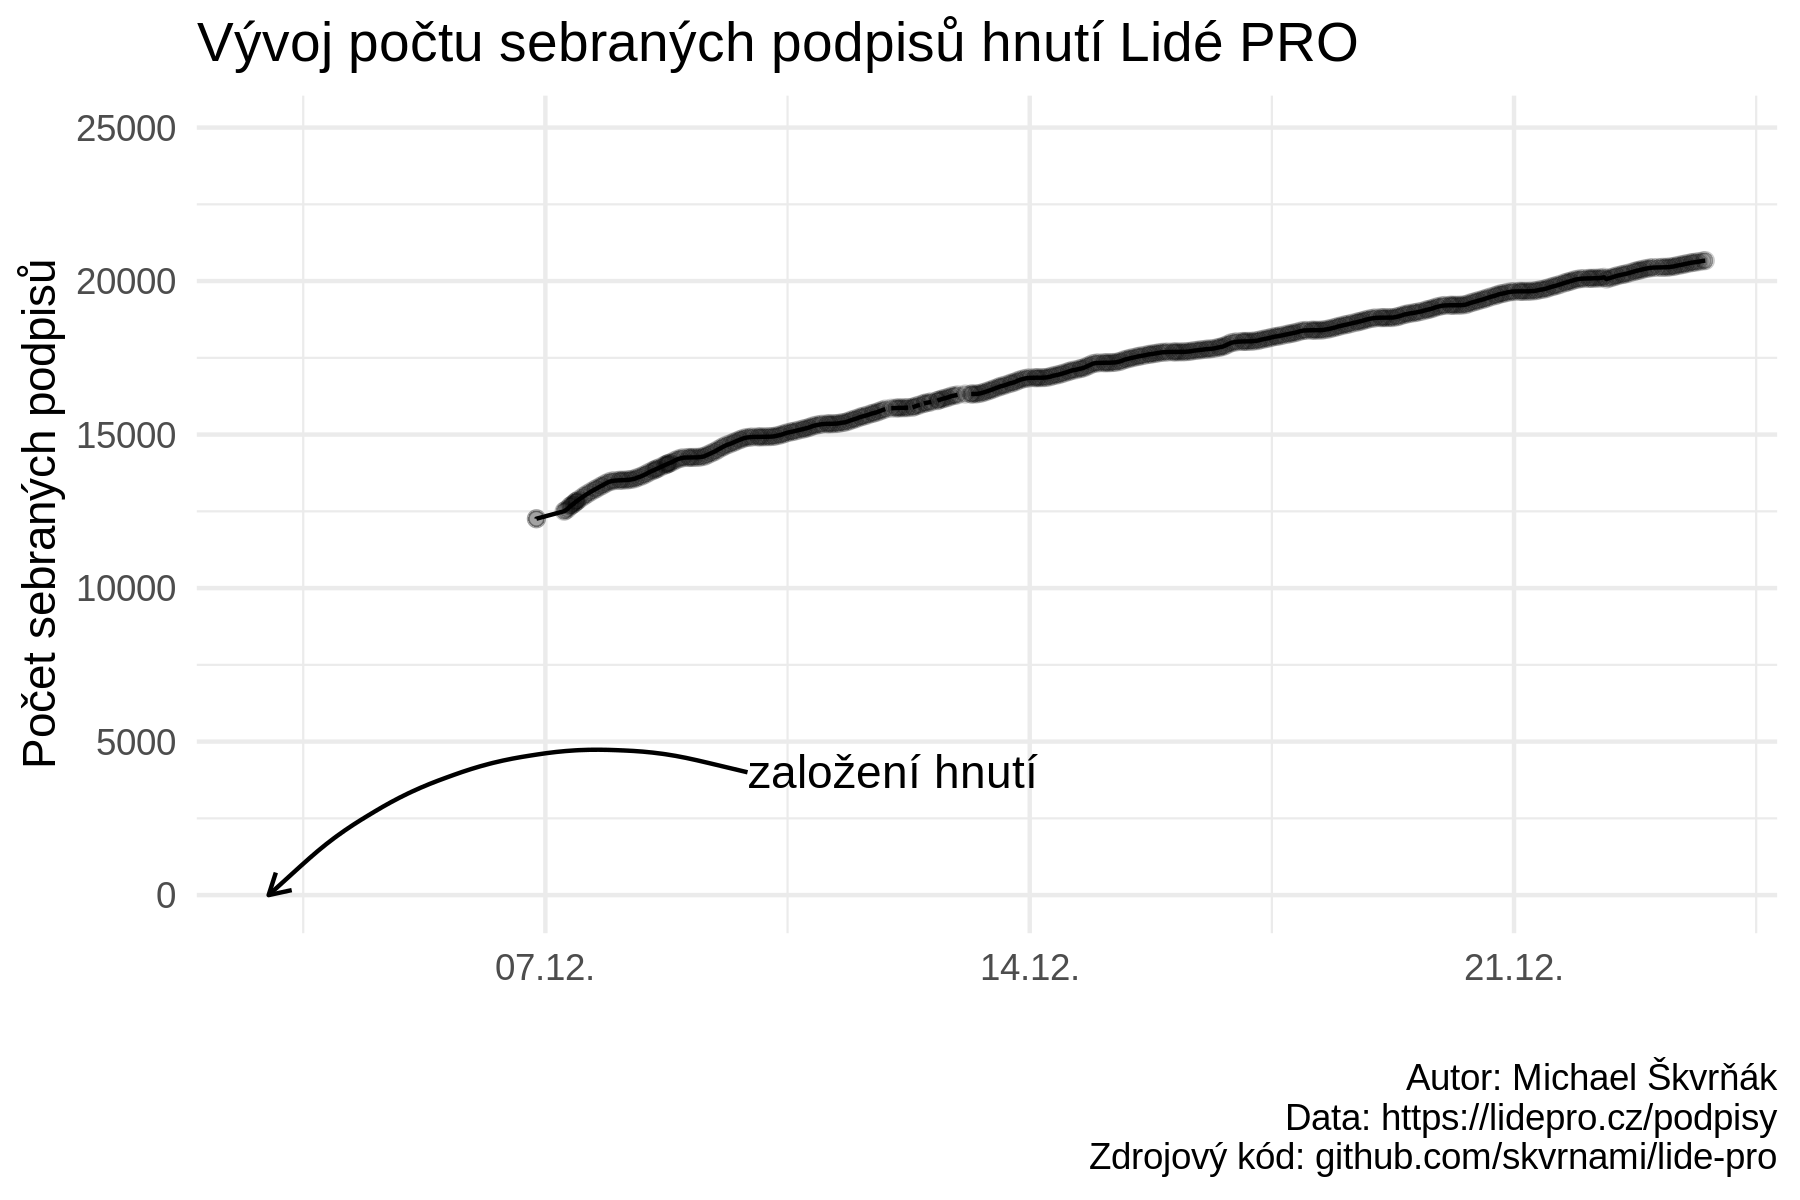 Vývoj počtu sebraných podpisů hnutí Lidé PRO
Počet sebraných podpisů
25000
20000
15000
10000
5000
0
založení hnutí
07.12.
14.12.
21.12.
Autor: Michael Škvrňák
Data: https://lidepro.cz/podpisy
Zdrojový kód: github.com/skvrnami/lide-pro